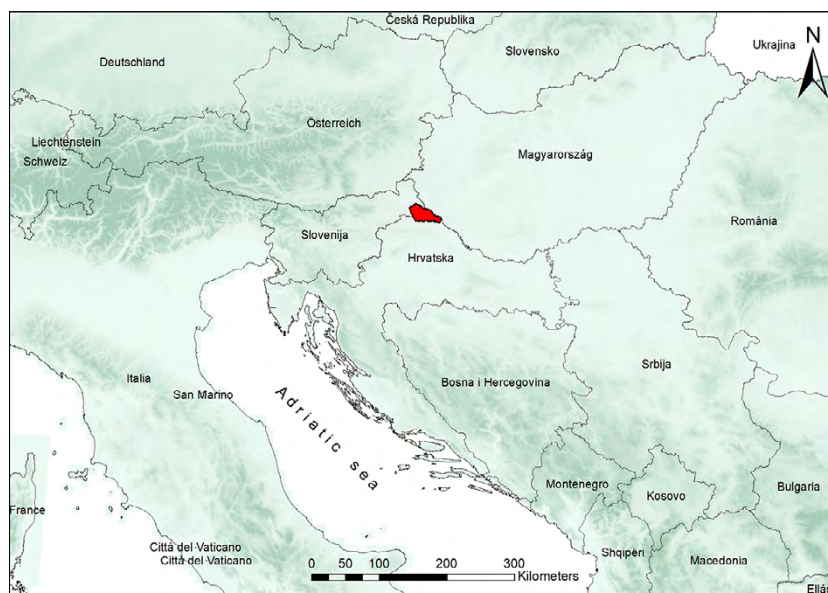 Česká Republika
Slovensko
Ukrajina
N
Deutschland
Österreich
Liechtenstein
Schweiz
Magyarország
România
Slovenija
Hrvatska
Srbija
Italia
San Marino
Bosna i Hercegovina
Adriatic sea
Montenegro
Kosovo
Bulgaria
France
Città del Vaticano
Città del Vaticano
Shqipëri
Macedonia
0 50 100 200 300
Kilometers
Ellá